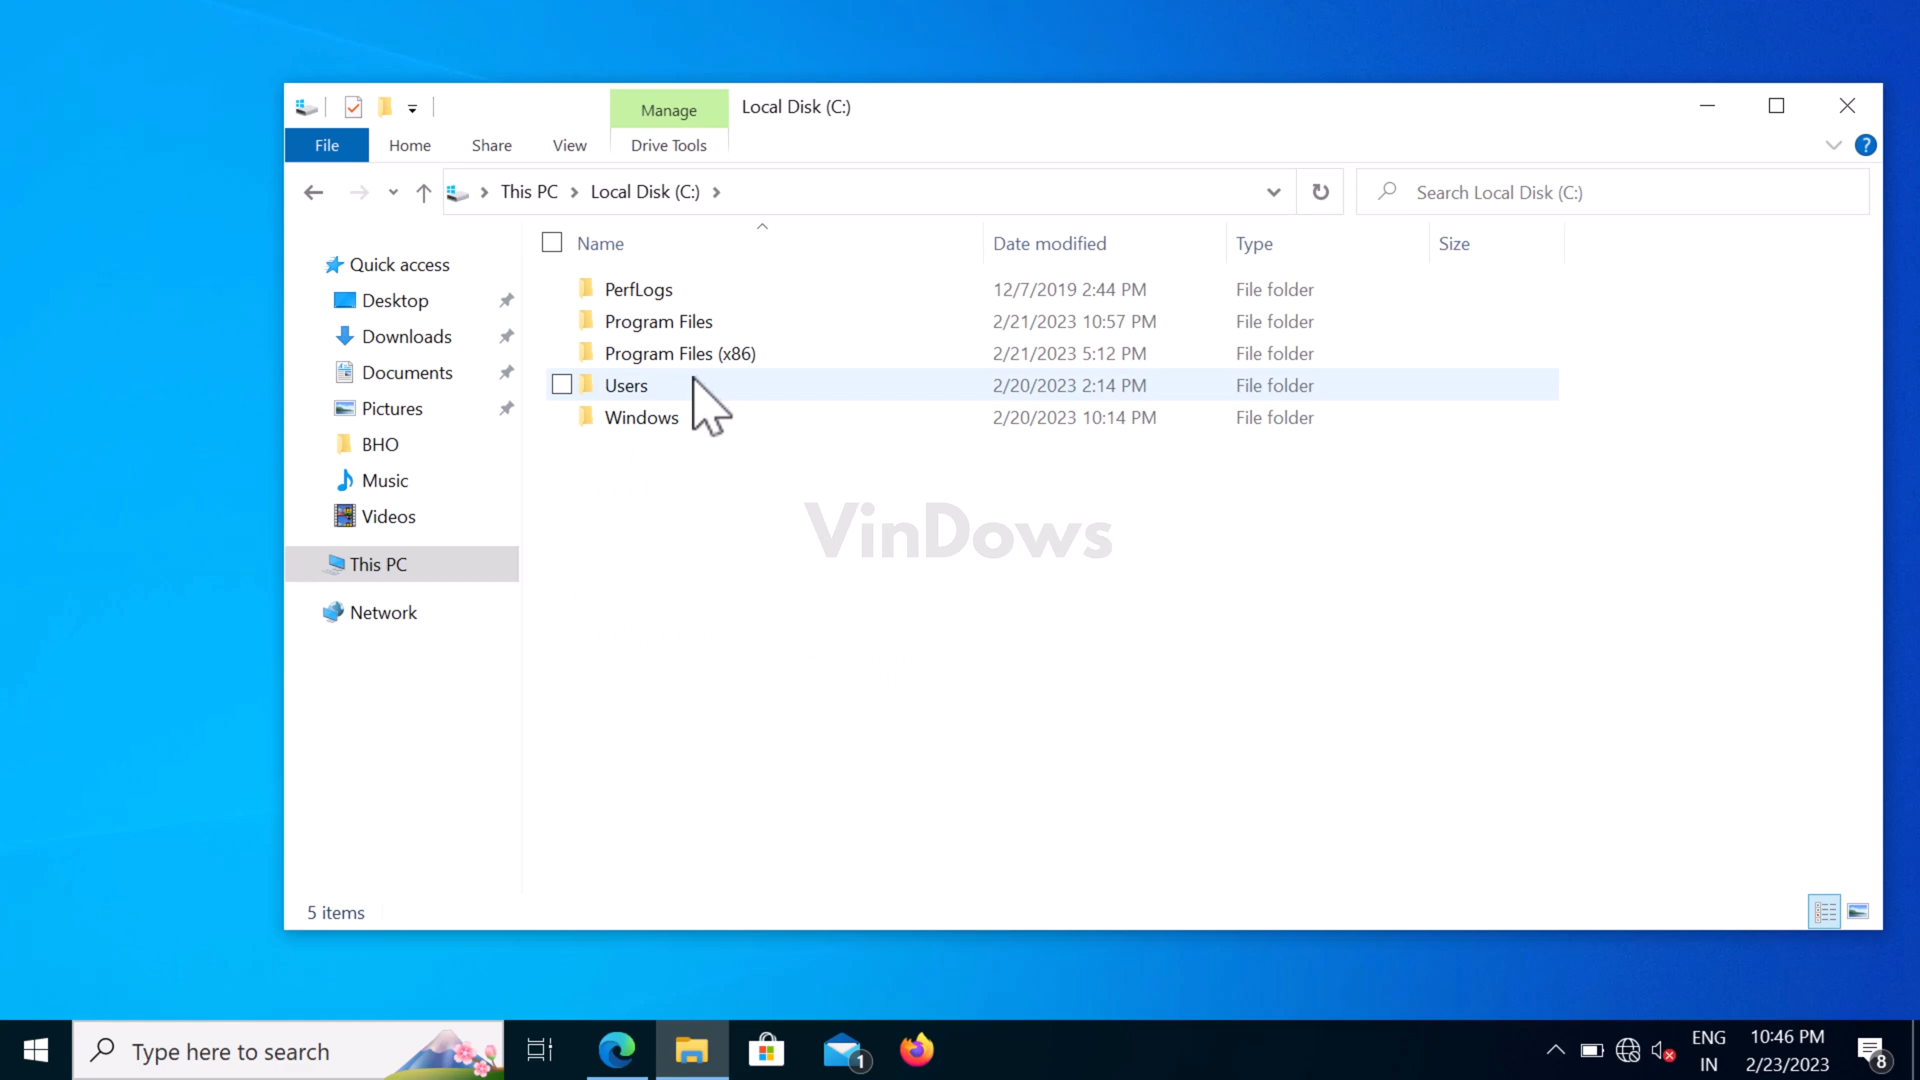 Manage
Local Disk (C:)
File
Home
Share
View
Drive Tools
?
This PC
Local Disk (C:)
Search Local Disk (C:)
Name
Date modified
Type
Size
Quick access
Desktop
Downloads
Documents
Pictures
BHO
Music
Videos
This PC
Network
PerfLogs 12/7/2019 2:44 PM File folder
Program Files 2/21/2023 10:57 PM File folder
Program Files (x86) 2/21/2023 5:12 PM File folder
Users 2/20/2023 2:14 PM File folder
Windows 2/20/2023 10:14 PM File folder
VinDows
5 items
Type here to search
1
ENG
IN
10:46 PM
2/23/2023
8